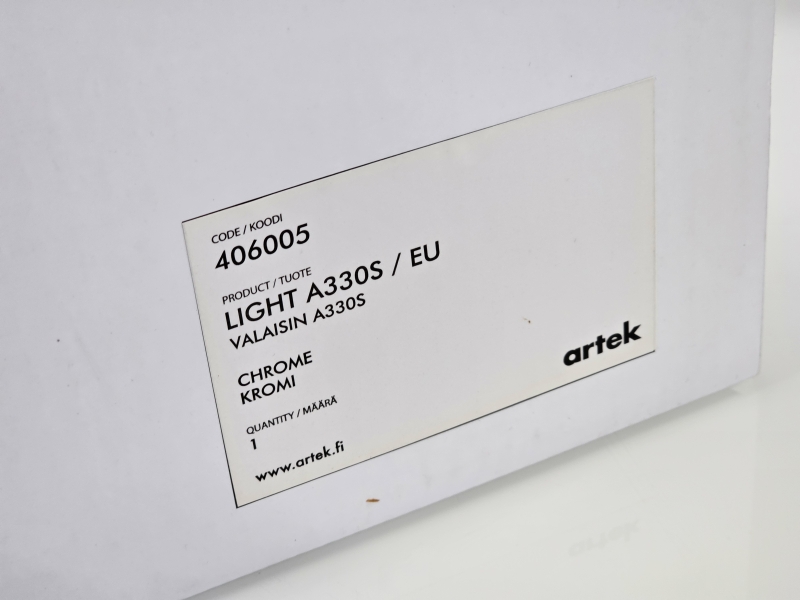 CODE / KOODI
406005
PRODUCT / TUOTE
LIGHT A330S / EU
VALAISIN A330S
CHROME
KROMI
QUANTITY / MÄÄRÄ
1
www.artek.fi
artek